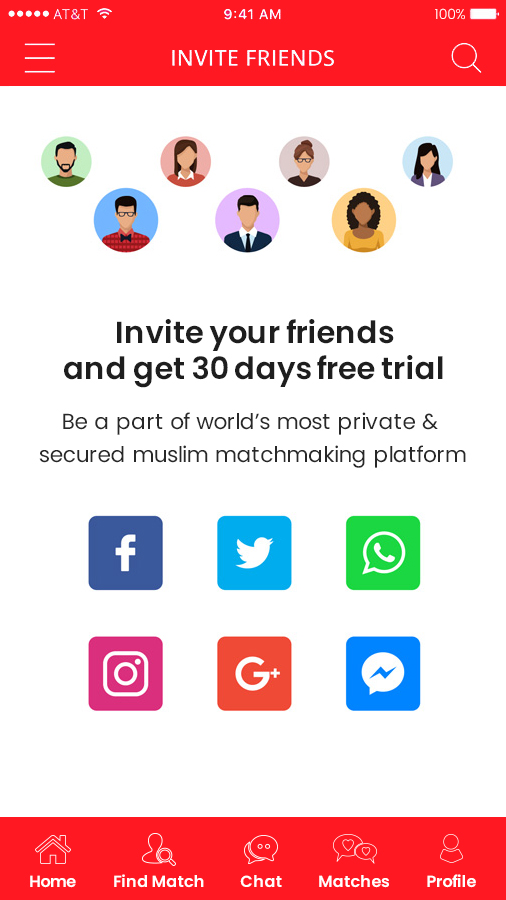 AT&T 9:41 AM 100%
INVITE FRIENDS
Invite your friends
and get 30 days free trial
Be a part of world’s most private &
secured muslim matchmaking platform
f
G+
Home Find Match Chat Matches Profile